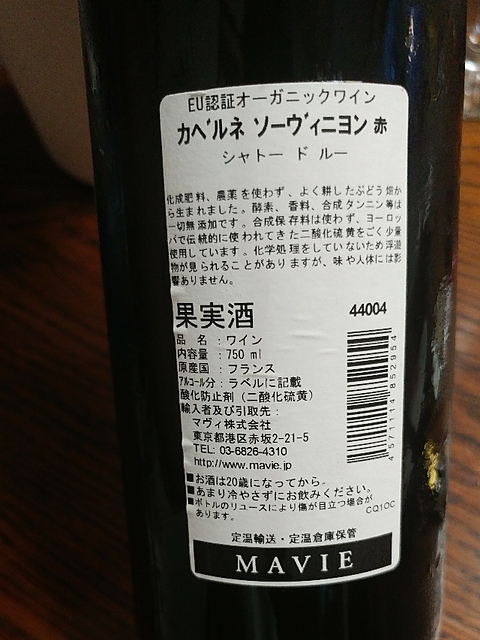 EU認証オーガニックワイン
カベルネ ソーヴィニヨン 赤
シャトー ド ルー
化成肥料、農薬を使わず、よく耕したぶどう畑か
ら生まれました。酵素、香料、合成タンニン等は
一切無添加です。合成保存料は使わず、ヨーロッ
パで伝統的に使われてきた二酸化硫黄をごく少量
使用しています。化学処理をしていないため浮遊
物が見られることがありますが、味や人体には影
響ありません。
果実酒
44004
品 名 : ワイン
内容量 : 750 ml
原産国 : フランス
アルコール分 : ラベルに記載
酸化防止剤(二酸化硫黄)
輸入者及び引取先 :
マヴィ株式会社
東京都港区赤坂2-21-5
TEL: 03-6826-4310
http://www.mavie.jp
4571114852954
■お酒は20歳になってから。
■あまり冷やさずにお飲みください。
■ボトルのリユースにより傷が目立つ場合が
あります。
CQ10C
定温輸送・定温倉庫保管
MAVIE